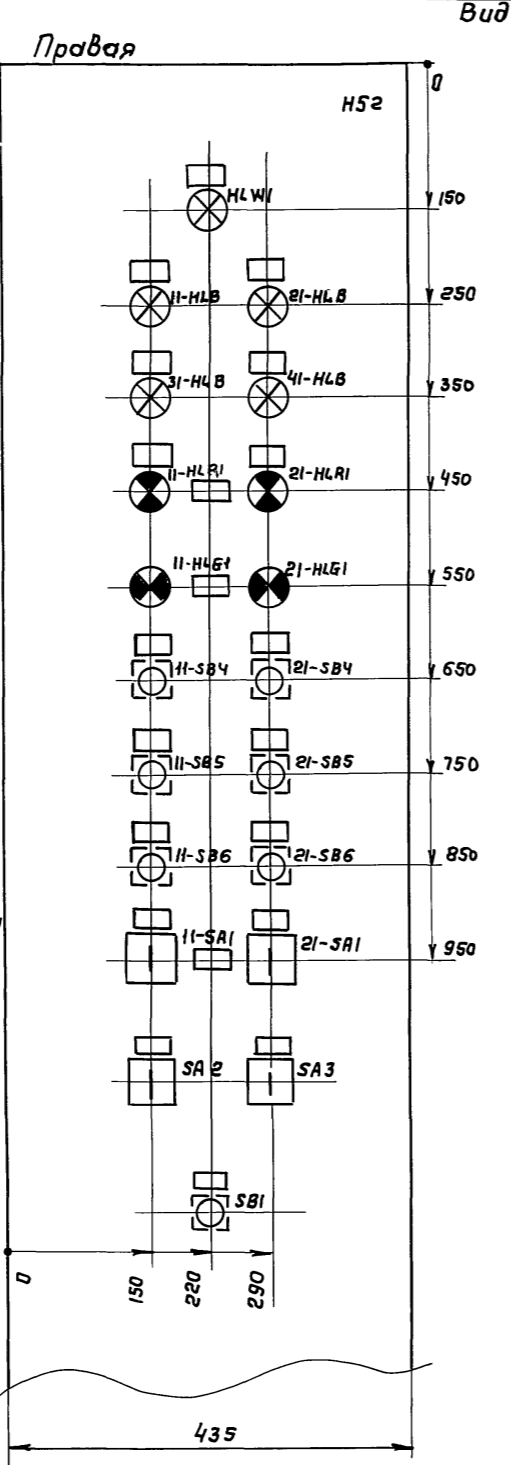 Вид
Правая
0
Н52
HLW1
150
11-HLB 21-HLB
250
31-HLB 41-HLB
350
11-HLR1 21-HLR1
450
11-HLG1 21-HLG1
550
11-SB4 21-SB4
650
11-SB5 21-SB5
750
11-SB6 21-SB6
850
11-SA1 21-SA1
950
SA2 SA3
SB1
0 150 220 290
435